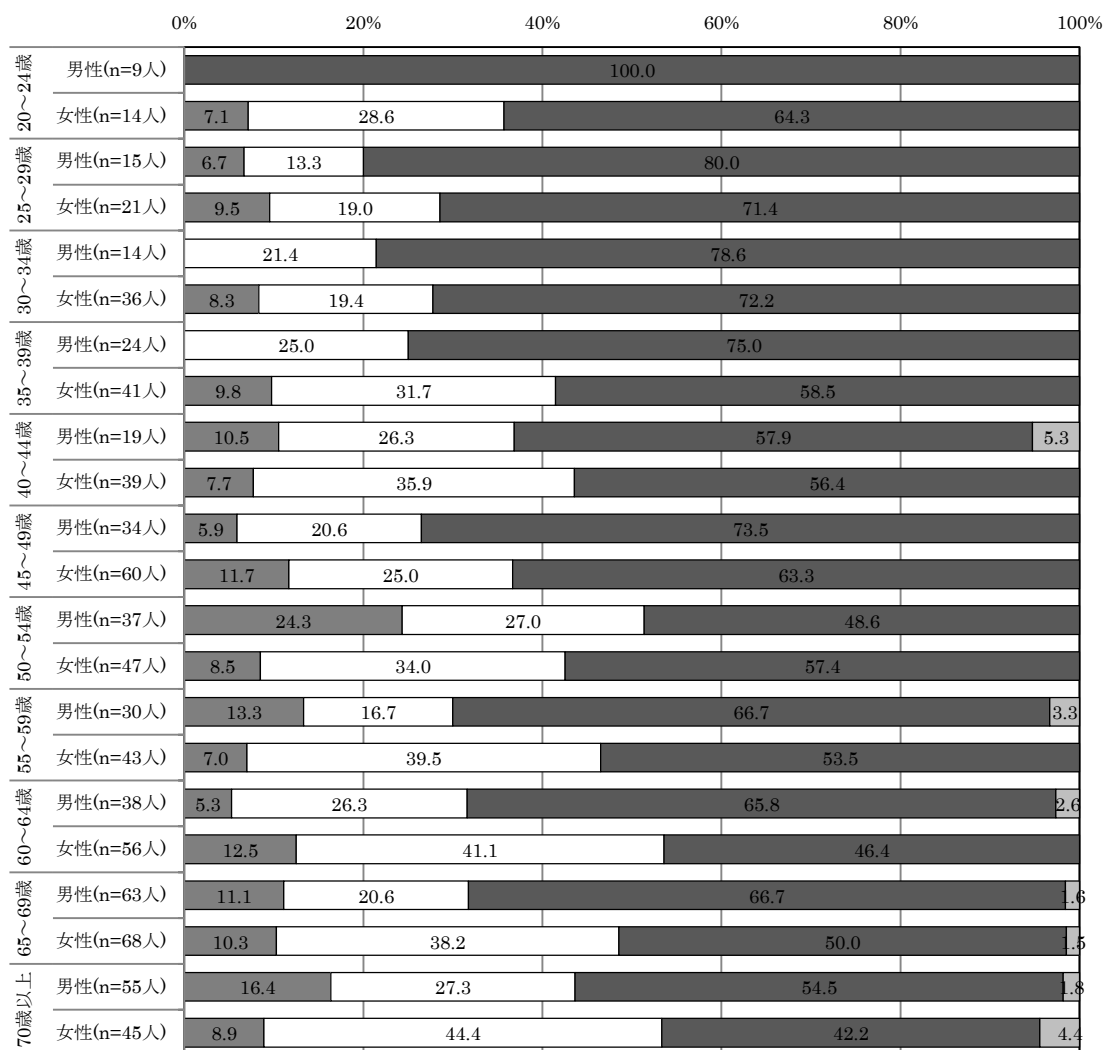 0% 20% 40% 60% 80% 100%
20～24歳
男性(n=9人) 100.0
女性(n=14人) 7.1 28.6 64.3
25～29歳
男性(n=15人) 6.7 13.3 80.0
女性(n=21人) 9.5 19.0 71.4
30～34歳
男性(n=14人) 21.4 78.6
女性(n=36人) 8.3 19.4 72.2
35～39歳
男性(n=24人) 25.0 75.0
女性(n=41人) 9.8 31.7 58.5
40～44歳
男性(n=19人) 10.5 26.3 57.9 5.3
女性(n=39人) 7.7 35.9 56.4
45～49歳
男性(n=34人) 5.9 20.6 73.5
女性(n=60人) 11.7 25.0 63.3
50～54歳
男性(n=37人) 24.3 27.0 48.6
女性(n=47人) 8.5 34.0 57.4
55～59歳
男性(n=30人) 13.3 16.7 66.7 3.3
女性(n=43人) 7.0 39.5 53.5
60～64歳
男性(n=38人) 5.3 26.3 65.8 2.6
女性(n=56人) 12.5 41.1 46.4
65～69歳
男性(n=63人) 11.1 20.6 66.7 1.6
女性(n=68人) 10.3 38.2 50.0 1.5
70歳以上
男性(n=55人) 16.4 27.3 54.5 1.8
女性(n=45人) 8.9 44.4 42.2 4.4